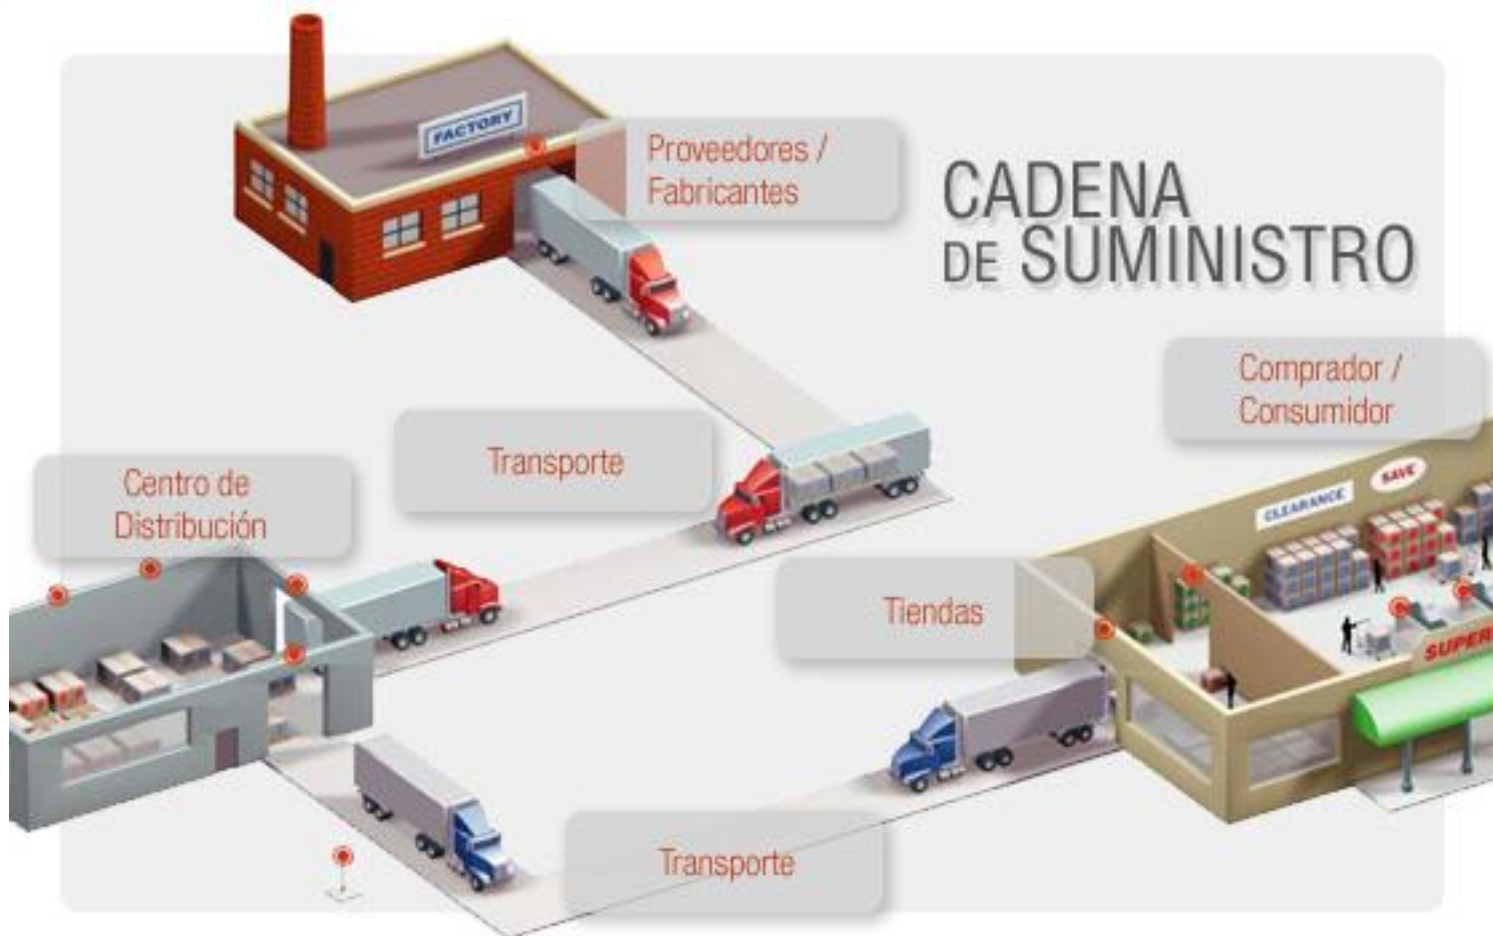 FACTORY
Proveedores /
Fabricantes
CADENA
DE SUMINISTRO
Comprador /
Consumidor
Transporte
Centro de
Distribución
SAVE
CLEARANCE
Tiendas
Transporte